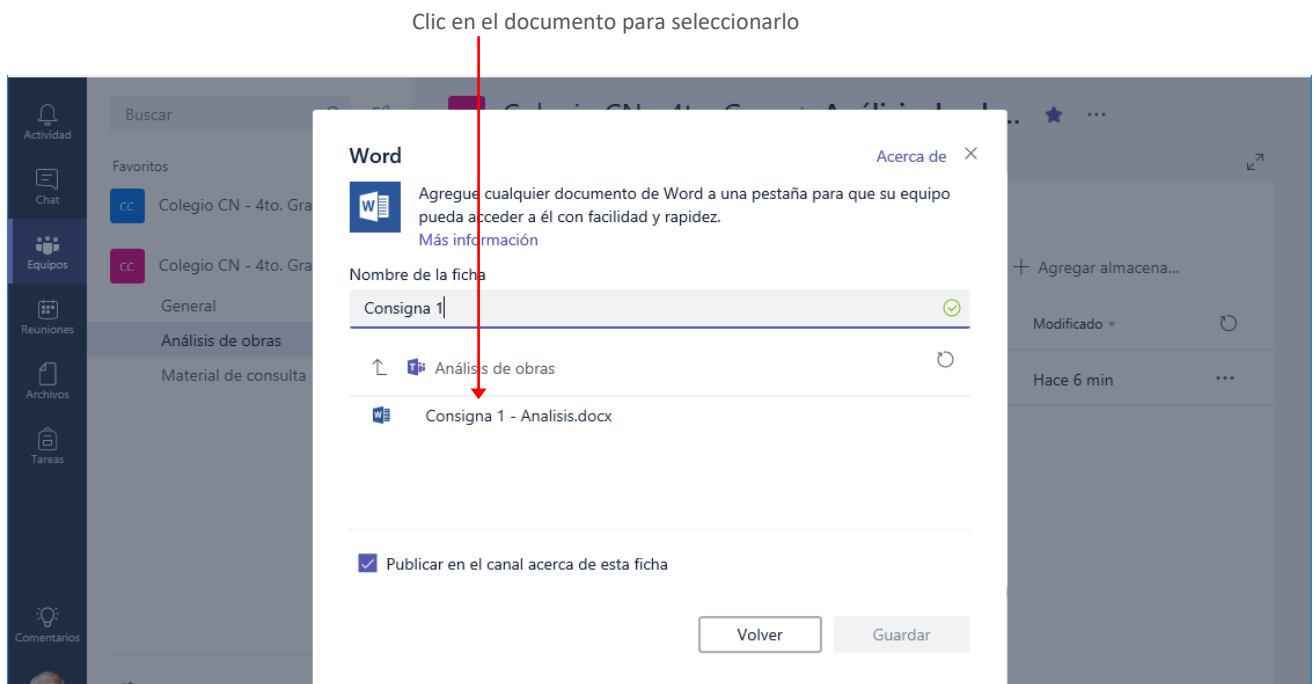 Clic en el documento para seleccionarlo
Actividad
Chat
Equipos
Reuniones
Archivos
Tareas
Comentarios
Buscar
Favoritos
CC
Colegio CN - 4to. Gra
CC
Colegio CN - 4to. Gra
General
Análisis de obras
Material de consulta
Word
Acerca de
Agregue cualquier documento de Word a una pestaña para que su equipo
pueda acceder a él con facilidad y rapidez.
Más información
Nombre de la ficha
Consigna 1
Análisis de obras
Consigna 1 - Analisis.docx
Publicar en el canal acerca de esta ficha
Volver
Guardar
Agregar almacena...
Modificado
Hace 6 min